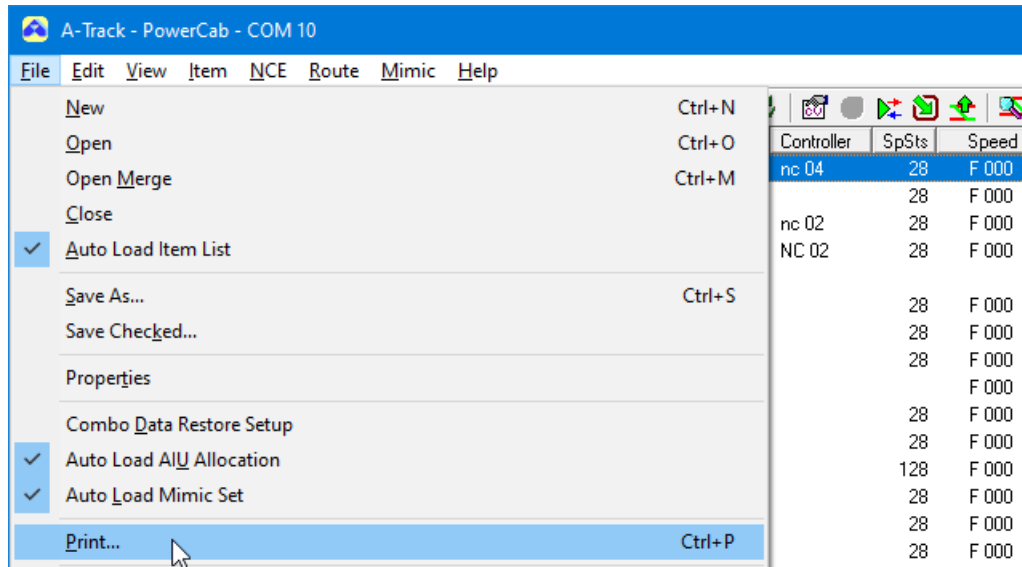 A-Track - PowerCab - COM 10
File Edit View Item NCE Route Mimic Help
New Ctrl+N
Open Ctrl+O
Open Merge Ctrl+M
Close
Auto Load Item List
Save As... Ctrl+S
Save Checked...
Properties
Combo Data Restore Setup
Auto Load AIU Allocation
Auto Load Mimic Set
Print... Ctrl+P
Controller SpSts Speed
nc 04 28 F 000
28 F 000
nc 02 28 F 000
NC 02 28 F 000
28 F 000
28 F 000
28 F 000
F 000
28 F 000
28 F 000
128 F 000
28 F 000
28 F 000
28 F 000